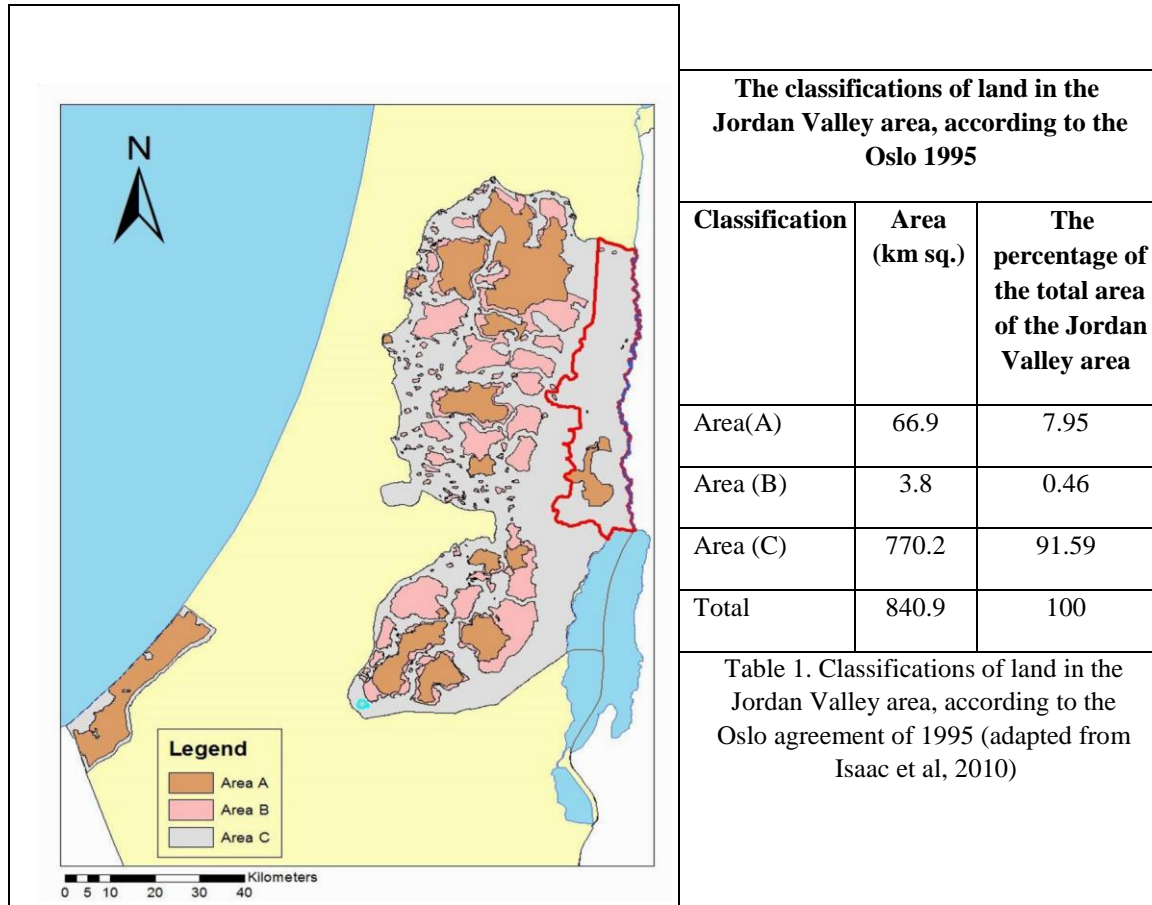 N
Legend
Area A
Area B
Area C
Kilometers
0 5 10 20 30 40
The classifications of land in the
Jordan Valley area, according to the
Oslo 1995
Classification
Area
(km sq.)
The
percentage of
the total area
of the Jordan
Valley area
Area(A) 66.9 7.95
Area (B) 3.8 0.46
Area (C) 770.2 91.59
Total 840.9 100
Table 1. Classifications of land in the
Jordan Valley area, according to the
Oslo agreement of 1995 (adapted from
Isaac et al, 2010)